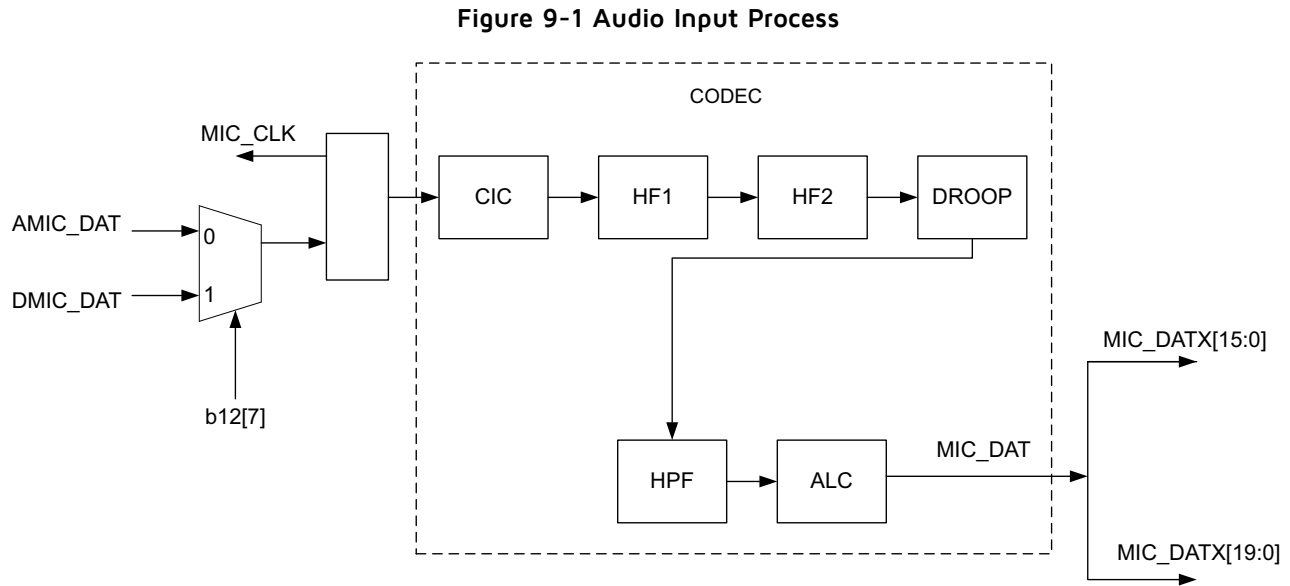 Figure 9-1 Audio Input Process
CODEC
MIC_CLK
CIC
HF1
HF2
DROOP
AMIC_DAT
0
DMIC_DAT
1
b12[7]
MIC_DATX[15:0]
HPF
ALC
MIC_DAT
MIC_DATX[19:0]